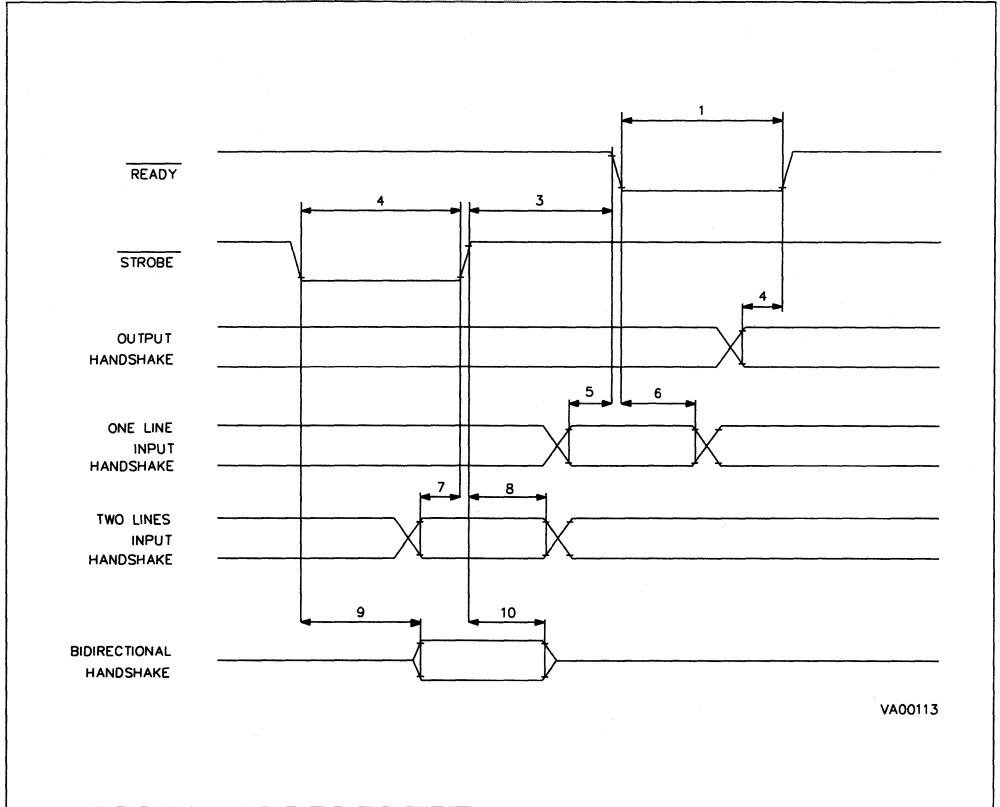 1
READY
4
3
STROBE
4
OUTPUT
HANDSHAKE
5
6
ONE LINE
INPUT
HANDSHAKE
7
8
TWO LINES
INPUT
HANDSHAKE
9
10
BIDIRECTIONAL
HANDSHAKE
VA00113